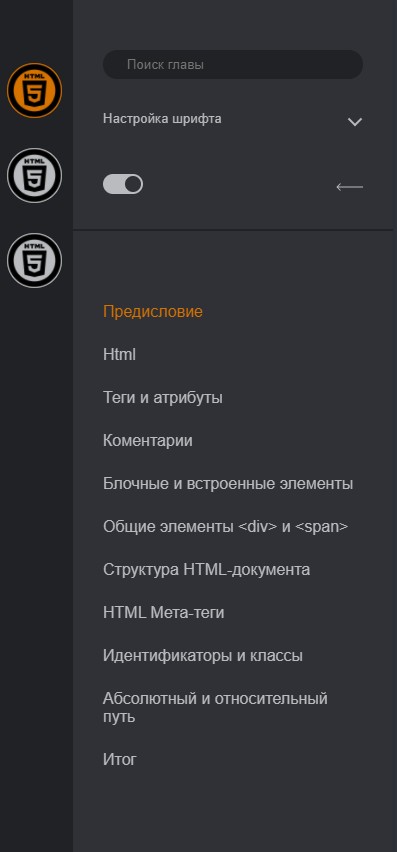 Поиск главы
Настройка шрифта
HTML
5
HTML
5
HTML
5
Предисловие
Html
Теги и атрибуты
Коментарии
Блочные и встроенные элементы
Общие элементы <div> и <span>
Структура HTML-документа
HTML Мета-теги
Идентификаторы и классы
Абсолютный и относительный
путь
Итог